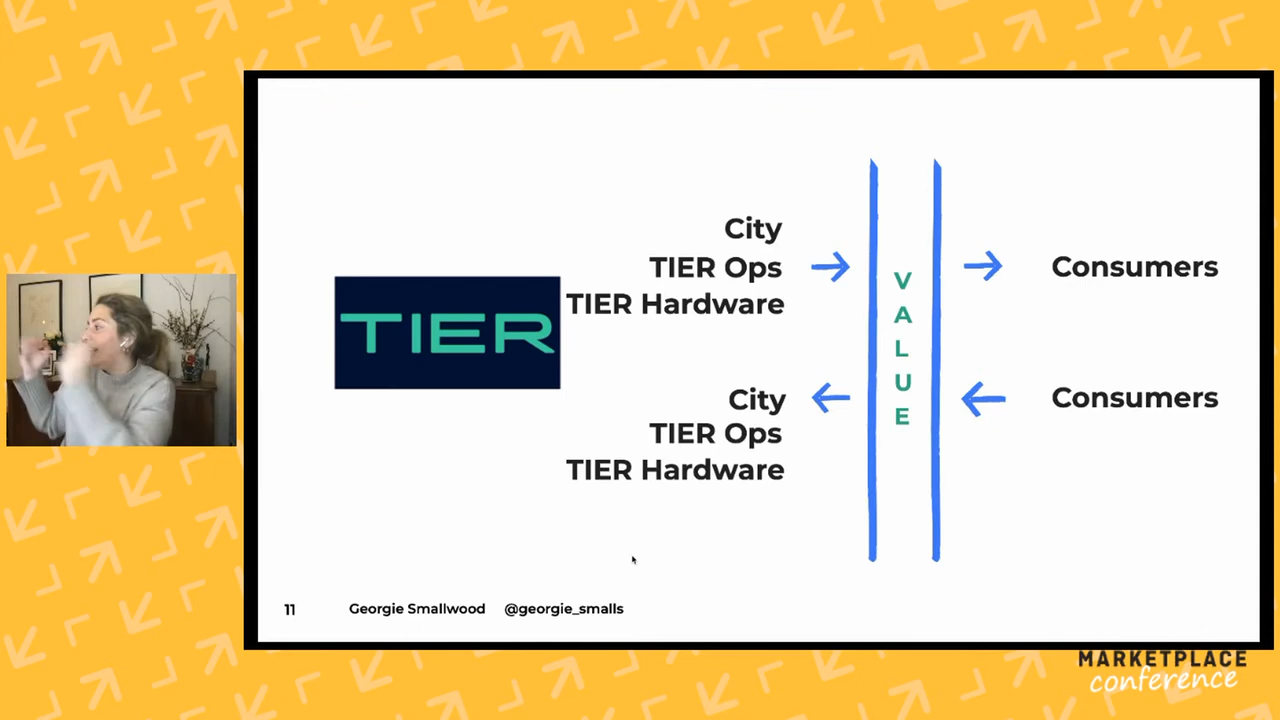 City
TIER Ops
TIER Hardware
Consumers
TIER
VALUE
City
TIER Ops
TIER Hardware
Consumers
11
Georgie Smallwood
@georgie_smalls
MARKETPLACE
conference